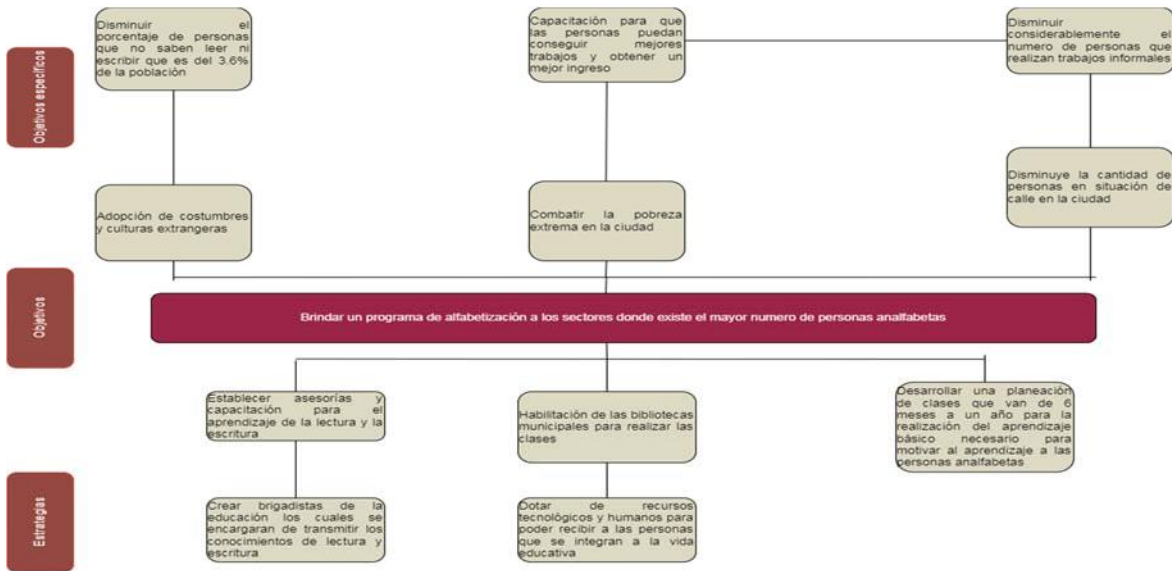 Objetivos específicos
Disminuir el
porcentaje de personas
que no saben leer ni
escribir que es del 3.6%
de la población
Capacitación para que
las personas puedan
conseguir mejores
trabajos y obtener un
mejor ingreso
Disminuir
considerablemente el
numero de personas que
realizan trabajos informales
Adopción de costumbres
y culturas extrangeras
Combatir la pobreza
extrema en la ciudad
Disminuye la cantidad de
personas en situación de
calle en la ciudad
Objetivos
Brindar un programa de alfabetización a los sectores donde existe el mayor numero de personas analfabetas
Establecer asesorías y
capacitación para el
aprendizaje de la lectura y la
escritura
Habilitación de las bibliotecas
municipales para realizar las
clases
Desarrollar una planeación
de clases que van de 6
meses a un año para la
realización del aprendizaje
básico necesario para
motivar al aprendizaje a las
personas analfabetas
Estrategias
Crear brigadistas de la
educación los cuales se
encargaran de transmitir los
conocimientos de lectura y
escritura
Dotar de recursos
tecnológicos y humanos para
poder recibir a las personas
que se integran a la vida
educativa